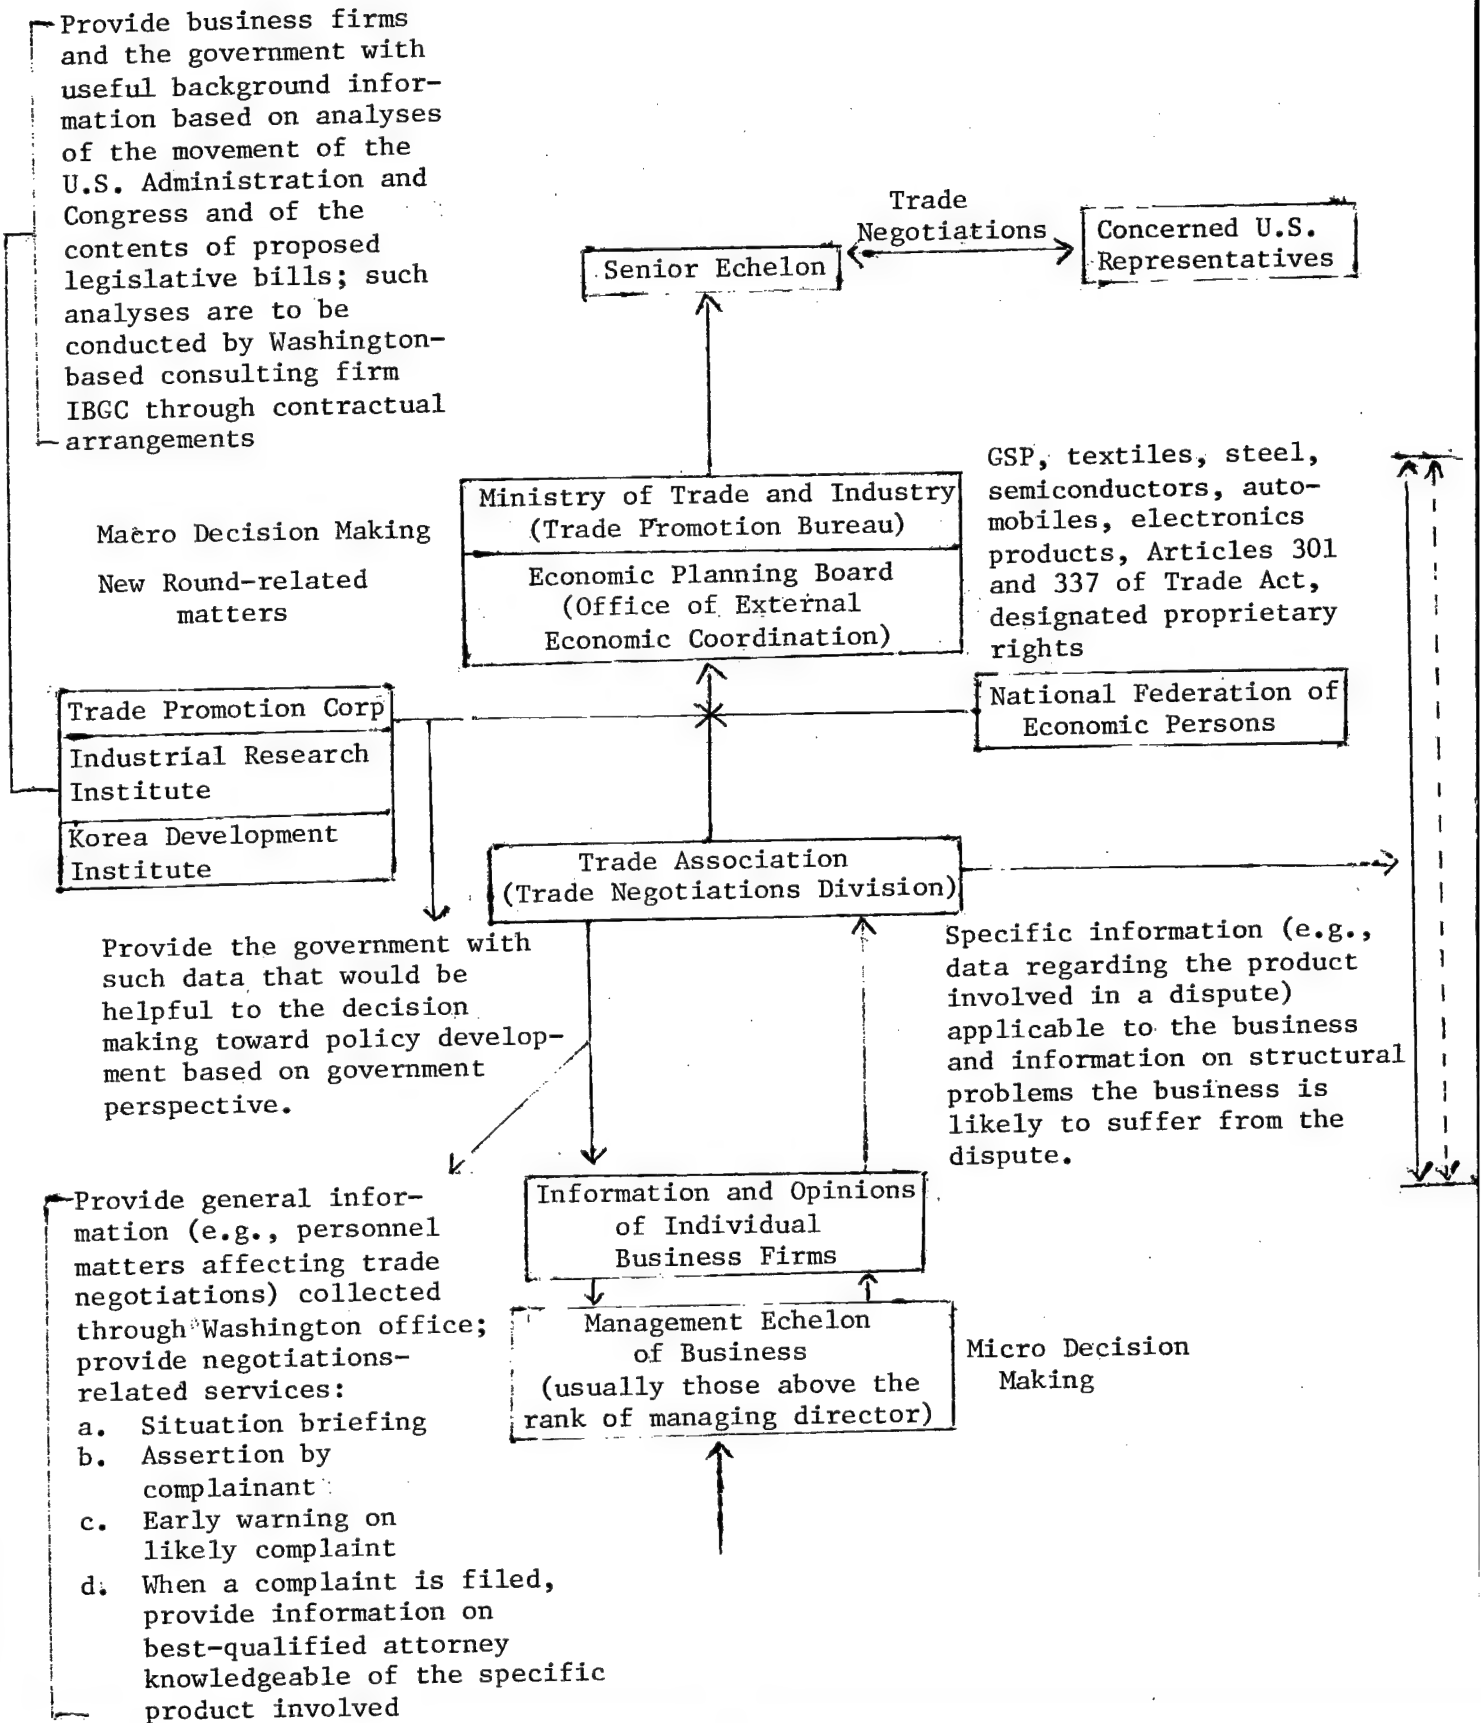 Provide business firms
and the government with
useful background infor-
mation based on analyses
of the movement of the
U.S. Administration and
Congress and of the
contents of proposed
legislative bills; such
analyses are to be
conducted by Washington-
based consulting firm
IBGC through contractual
arrangements
Trade
Negotiations
Senior Echelon
Concerned U.S.
Representatives
Macro Decision Making
New Round-related
matters
Ministry of Trade and Industry
(Trade Promotion Bureau)
Economic Planning Board
(Office of External
Economic Coordination)
GSP, textiles, steel,
semiconductors, auto-
mobiles, electronics
products, Articles 301
and 337 of Trade Act,
designated proprietary
rights
Trade Promotion Corp
Industrial Research
Institute
Korea Development
Institute
National Federation of
Economic Persons
Trade Association
(Trade Negotiations Division)
Provide the government with
such data that would be
helpful to the decision
making toward policy develop-
ment based on government
perspective.
Specific information (e.g.,
data regarding the product
involved in a dispute)
applicable to the business
and information on structural
problems the business is
likely to suffer from the
dispute.
Provide general infor-
mation (e.g., personnel
matters affecting trade
negotiations) collected
through Washington office;
provide negotiations-
related services:
a. Situation briefing
b. Assertion by
complainant
c. Early warning on
likely complaint
d. When a complaint is filed,
provide information on
best-qualified attorney
knowledgeable of the specific
product involved
Information and Opinions
of Individual
Business Firms
Management Echelon
of Business
(usually those above the
rank of managing director)
Micro Decision
Making